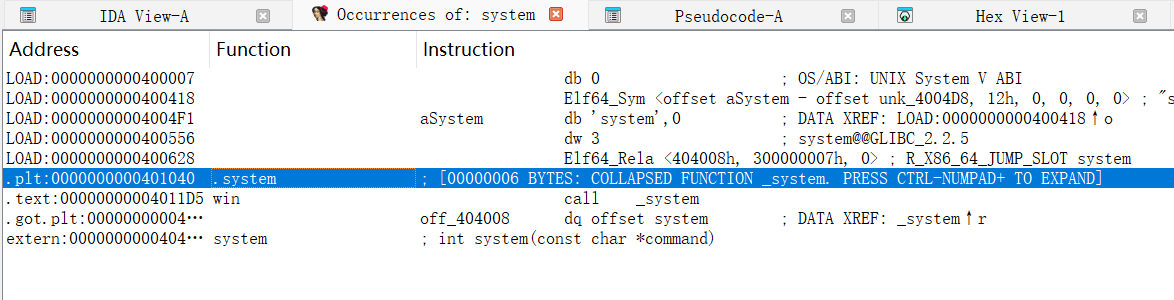 IDA View-A Occurrences of: system Pseudocode-A Hex View-1
Address Function Instruction
LOAD:0000000000400007 db 0 ; OS/ABI: UNIX System V ABI
LOAD:0000000000400418 Elf64_Sym <offset aSystem - offset unk_4004D8, 12h, 0, 0, 0, 0> ; "s
LOAD:00000000004004F1 aSystem db 'system',0 ; DATA XREF: LOAD:0000000000400418↑o
LOAD:0000000000400556 dw 3 ; system@@GLIBC_2.2.5
LOAD:0000000000400628 Elf64_Rela <404008h, 300000007h, 0> ; R_X86_64_JUMP_SLOT system
.plt:0000000000401040 .system ; [00000006 BYTES: COLLAPSED FUNCTION _system. PRESS CTRL-NUMPAD+ TO EXPAND]
.text:00000000004011D5 win call _system
.got.plt:00000000004… off_404008 dq offset system ; DATA XREF: _system↑r
extern:0000000000404… system ; int system(const char *command)